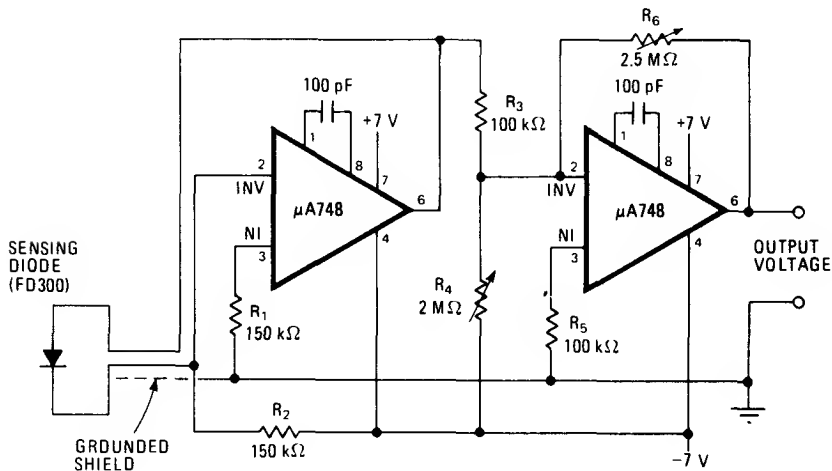 R6
2.5 MΩ
100 pF
1
8
+7 V
7
2
INV
μA748
6
NI
3
4
R3
100 kΩ
100 pF
1
8
+7 V
7
2
INV
μA748
6
NI
3
4
SENSING
DIODE
(FD300)
R1
150 kΩ
R4
2 MΩ
R5
100 kΩ
OUTPUT
VOLTAGE
R2
150 kΩ
GRDUNDED
SHIELD
−7 V